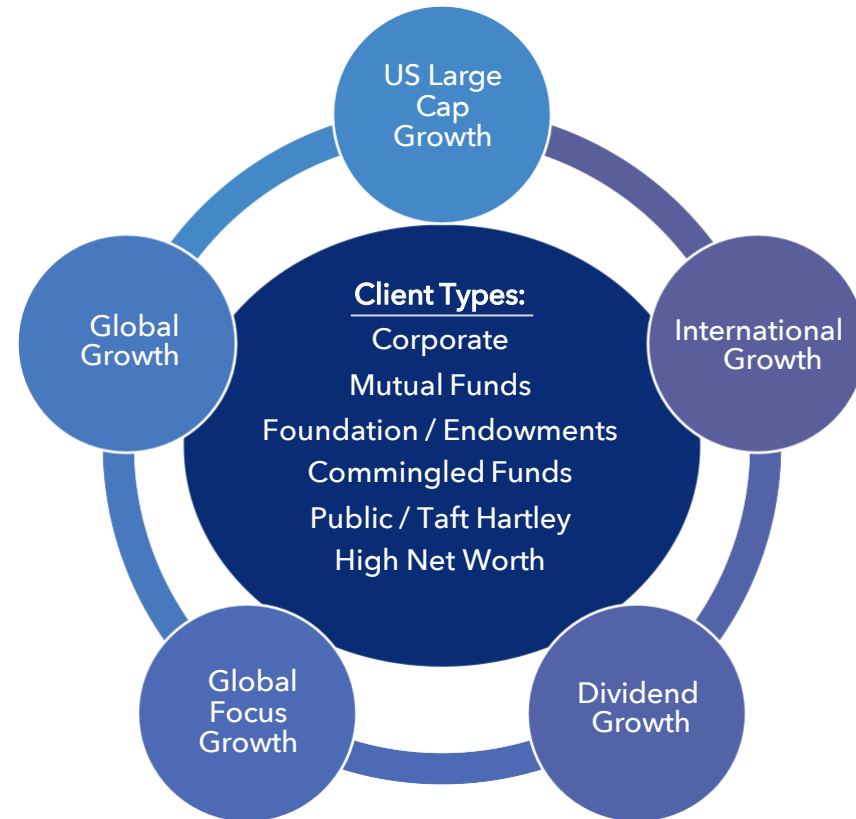 US Large
Cap
Growth
International
Growth
Dividend
Growth
Global
Focus
Growth
Global
Growth
Client Types:
Corporate
Mutual Funds
Foundation / Endowments
Commingled Funds
Public / Taft Hartley
High Net Worth